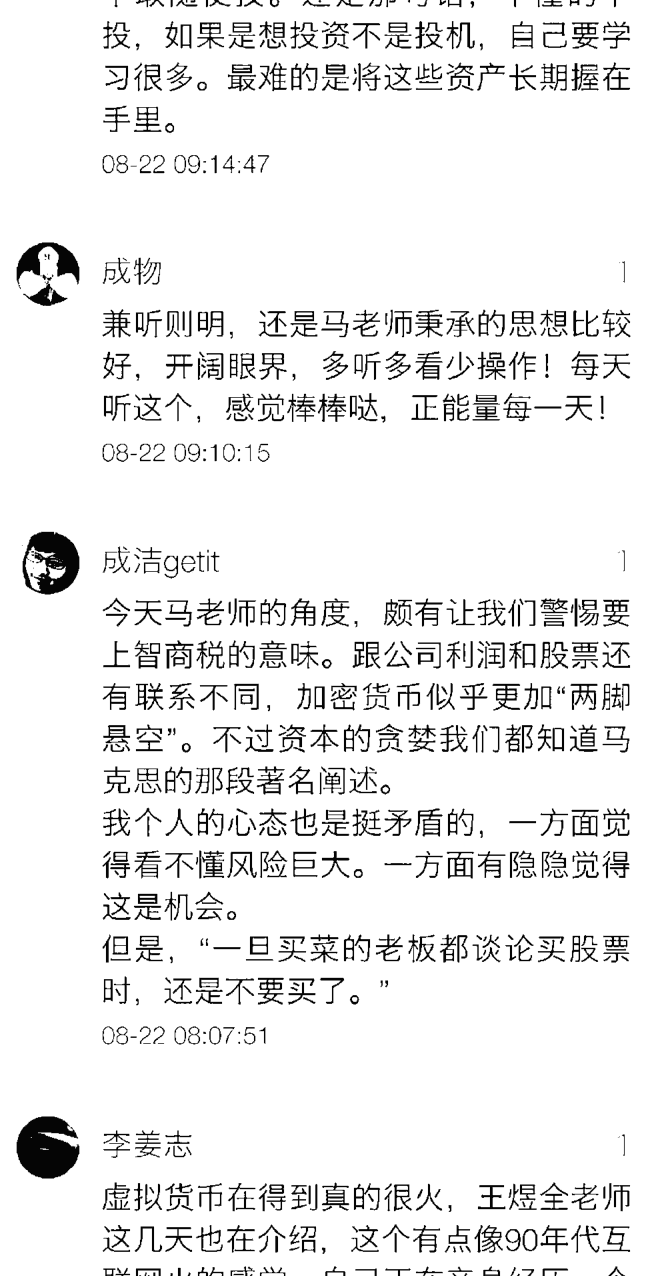 投，如果是想投资不是投机，自己要学
习很多。最难的是将这些资产长期握在
手里。
08-22 09:14:47
成物
1
兼听则明，还是马老师秉承的思想比较
好，开阔眼界，多听多看少操作！每天
听这个，感觉棒棒哒，正能量每一天！
08-22 09:10:15
成洁getit
1
今天马老师的角度，颇有让我们警惕要
上智商税的意味。跟公司利润和股票还
有联系不同，加密货币似乎更加“两脚
悬空”。不过资本的贪婪我们都知道马
克思的那段著名阐述。
我个人的心态也是挺矛盾的，一方面觉
得看不懂风险巨大。一方面有隐隐觉得
这是机会。
但是，“一旦买菜的老板都谈论买股票
时，还是不要买了。”
08-22 08:07:51
李姜志
1
虚拟货币在得到真的很火，王煜全老师
这几天也在介绍，这个有点像90年代互